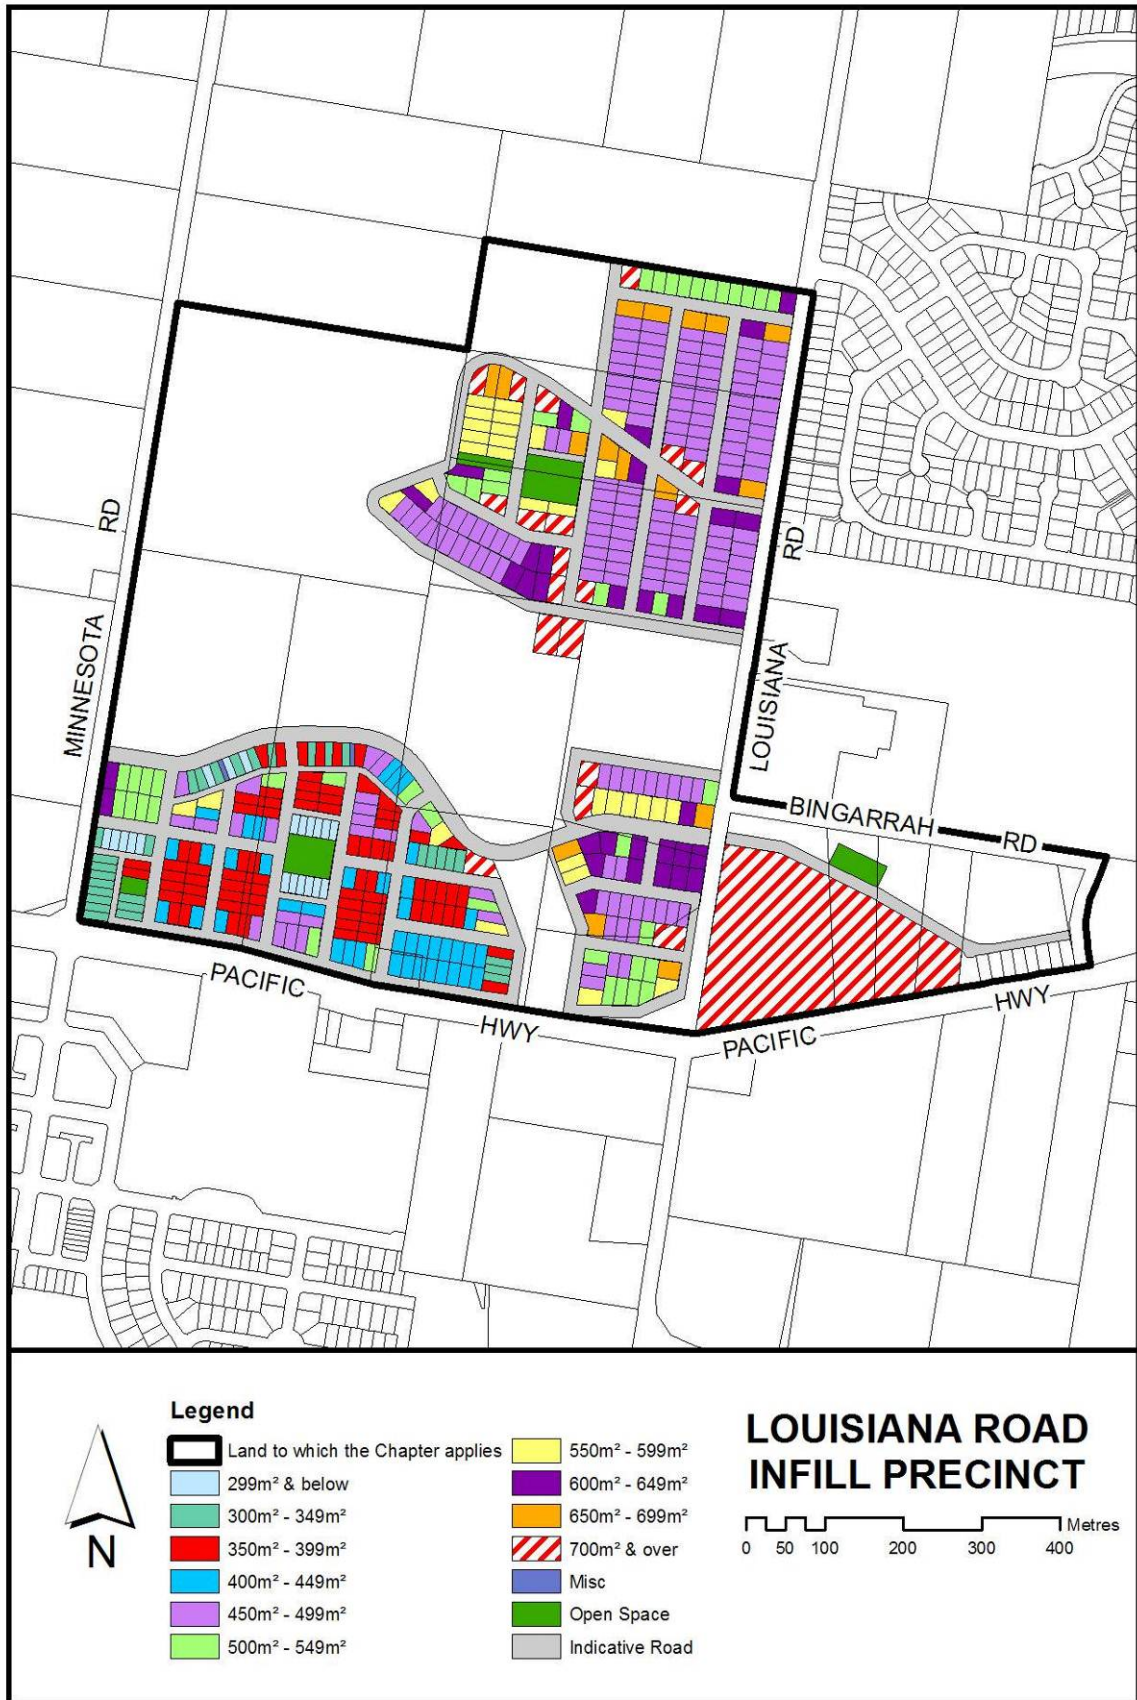 RD
MINNESOTA
RD
LOUISIANA
BINGARRAH
RD
PACIFIC
HWY
PACIFIC
HWY
Legend
Land to which the Chapter applies
299m² & below
300m² - 349m²
350m² - 399m²
400m² - 449m²
450m² - 499m²
500m² - 549m²
550m² - 599m²
600m² - 649m²
650m² - 699m²
700m² & over
Misc
Open Space
Indicative Road
N
LOUISIANA ROAD
INFILL PRECINCT
Metres
0 50 100 200 300 400